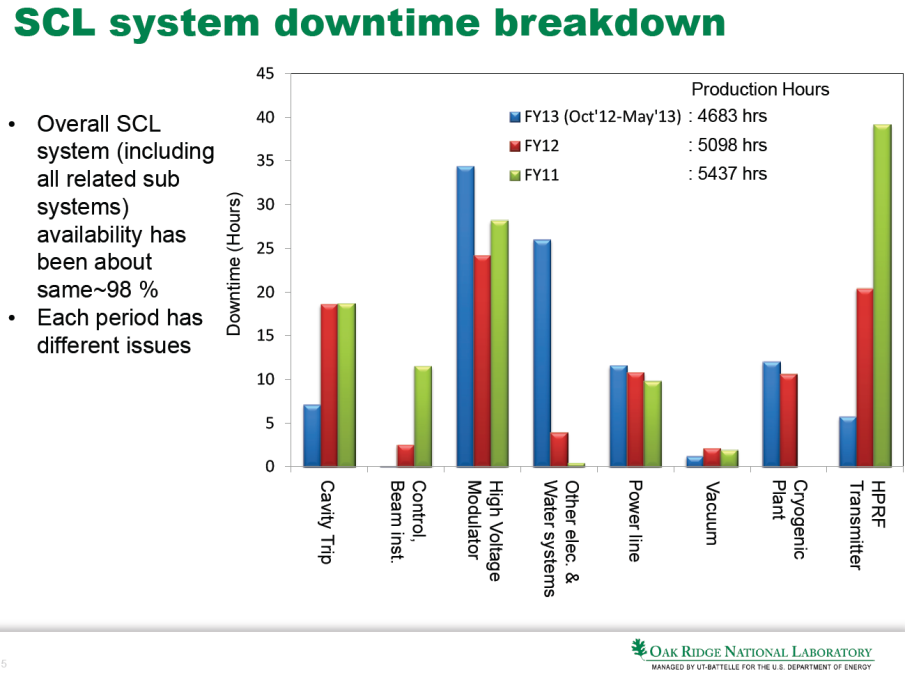 SCL system downtime breakdown
• Overall SCL
system (including
all related sub
systems)
availability has
been about
same~98 %
• Each period has
different issues
Downtime (Hours)
45
40
35
30
25
20
15
10
5
0
Production Hours
FY13 (Oct'12-May'13) : 4683 hrs
FY12 : 5098 hrs
FY11 : 5437 hrs
Cavity Trip
Control,
Beam inst.
High Voltage
Modulator
Other elec. &
Water systems
Power line
Vacuum
Cryogenic
Plant
HPRF
Transmitter
5
OAK RIDGE NATIONAL LABORATORY
MANAGED BY UT-BATTELLE FOR THE U.S. DEPARTMENT OF ENERGY